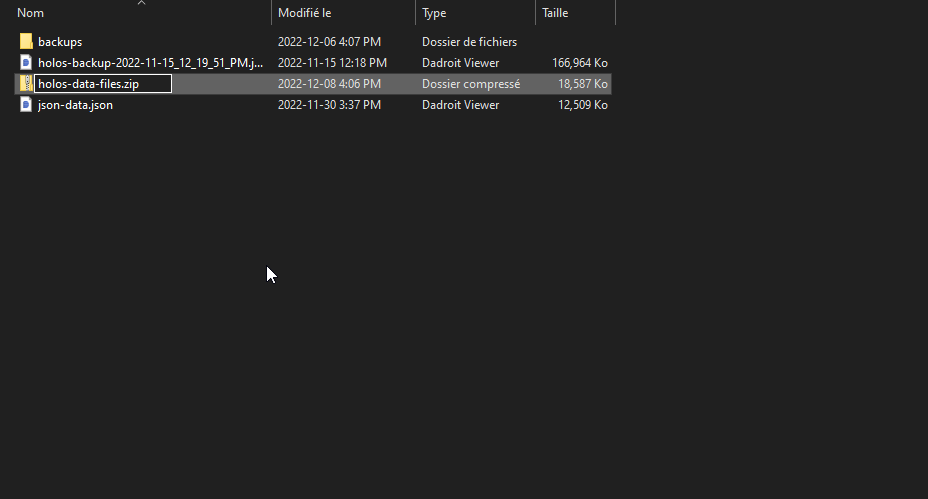 Nom Modifié le Type Taille
backups 2022-12-06 4:07 PM Dossier de fichiers
holos-backup-2022-11-15_12_19_51_PM.j... 2022-11-15 12:18 PM Dadroit Viewer 166,964 Ko
holos-data-files.zip 2022-12-08 4:06 PM Dossier compressé 18,587 Ko
json-data.json 2022-11-30 3:37 PM Dadroit Viewer 12,509 Ko